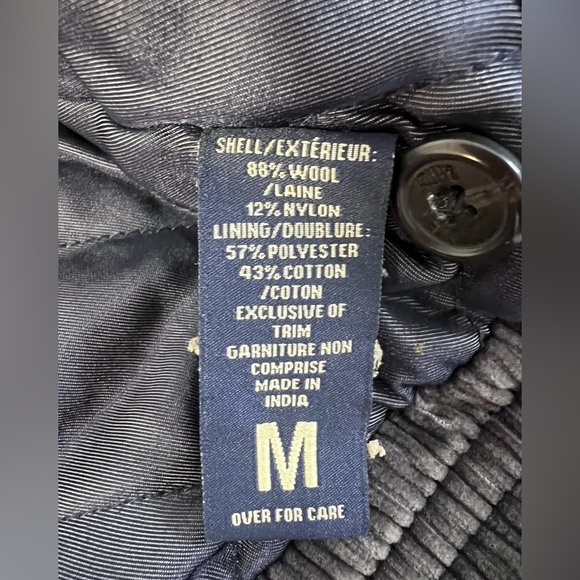 SHELL/EXTÉRIEUR:
88% WOOL
/LAINE
12% NYLON
LINING/DOUBLURE:
57% POLYESTER
43% COTTON
/COTON
EXCLUSIVE OF
TRIM
GARNITURE NON
COMPRISE
MADE IN
INDIA
M
OVER FOR CARE